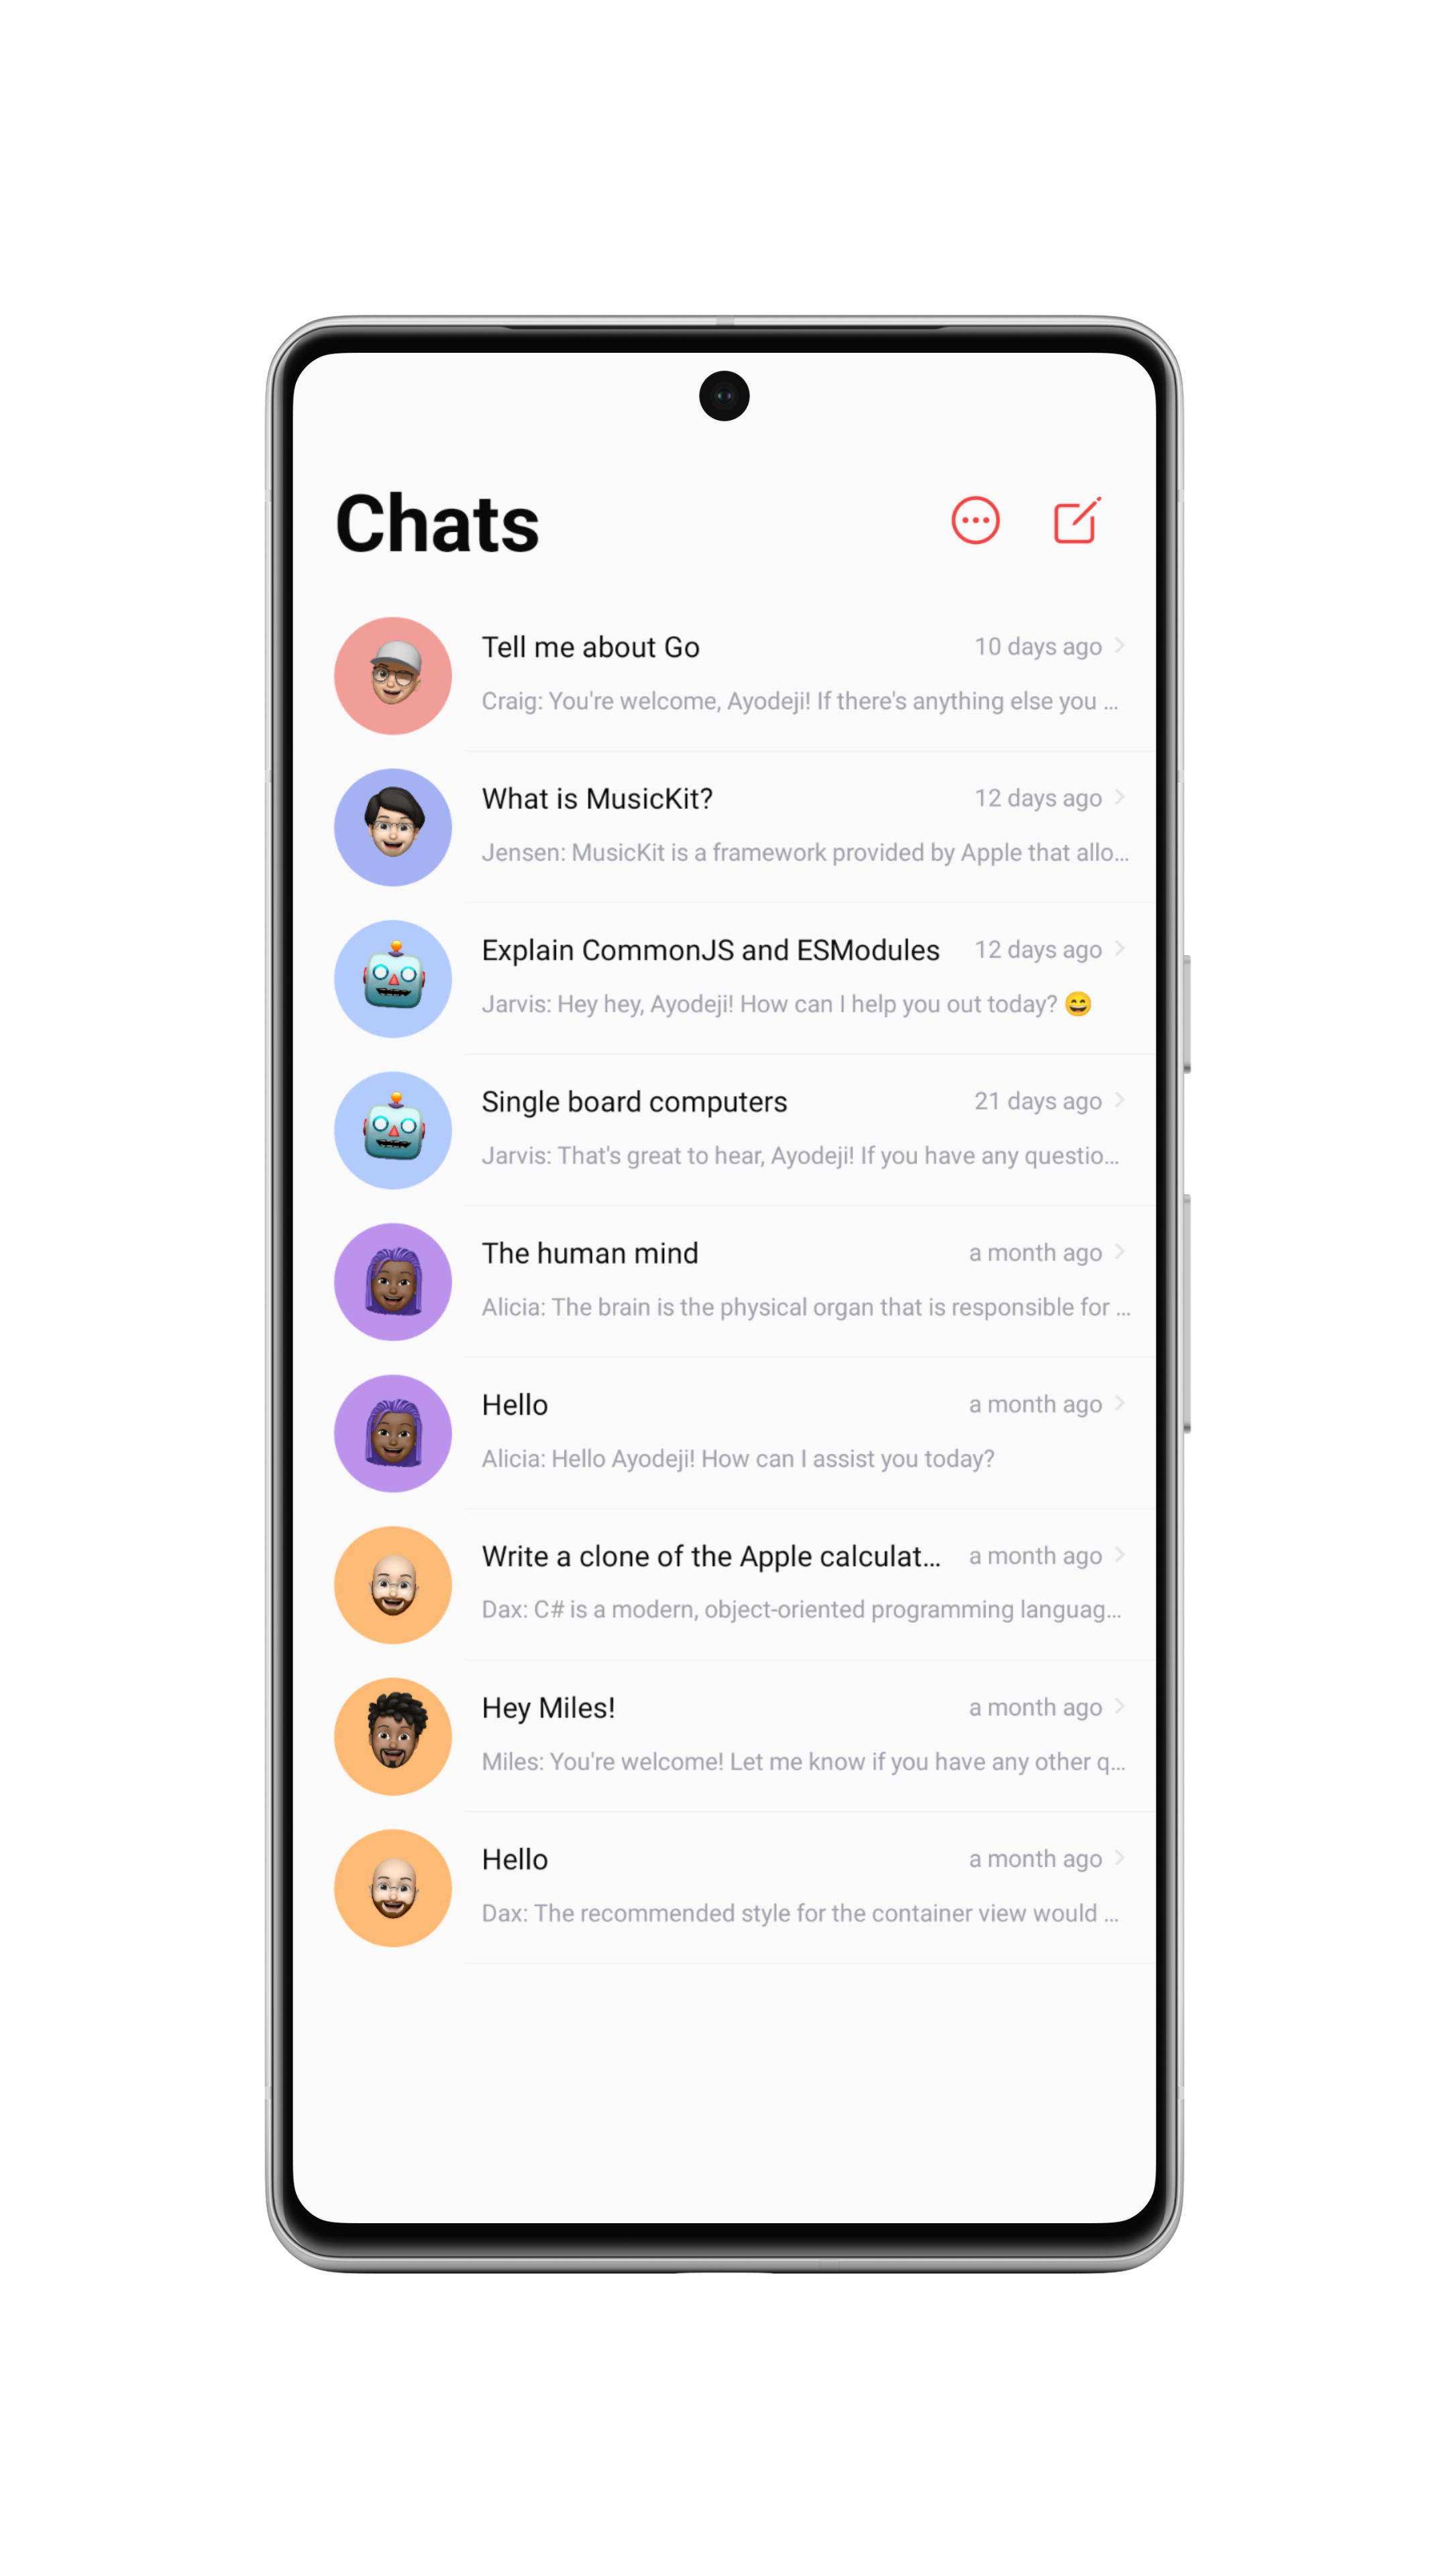 Chats
Tell me about Go
10 days ago
Craig: You're welcome, Ayodeji! If there's anything else you ...
What is MusicKit?
12 days ago
Jensen: MusicKit is a framework provided by Apple that allo...
Explain CommonJS and ESModules
12 days ago
Jarvis: Hey hey, Ayodeji! How can I help you out today? 😄
Single board computers
21 days ago
Jarvis: That's great to hear, Ayodeji! If you have any questio...
The human mind
a month ago
Alicia: The brain is the physical organ that is responsible for ...
Hello
a month ago
Alicia: Hello Ayodeji! How can I assist you today?
Write a clone of the Apple calculat...
a month ago
Dax: C# is a modern, object-oriented programming languag...
Hey Miles!
a month ago
Miles: You're welcome! Let me know if you have any other q...
Hello
a month ago
Dax: The recommended style for the container view would ...